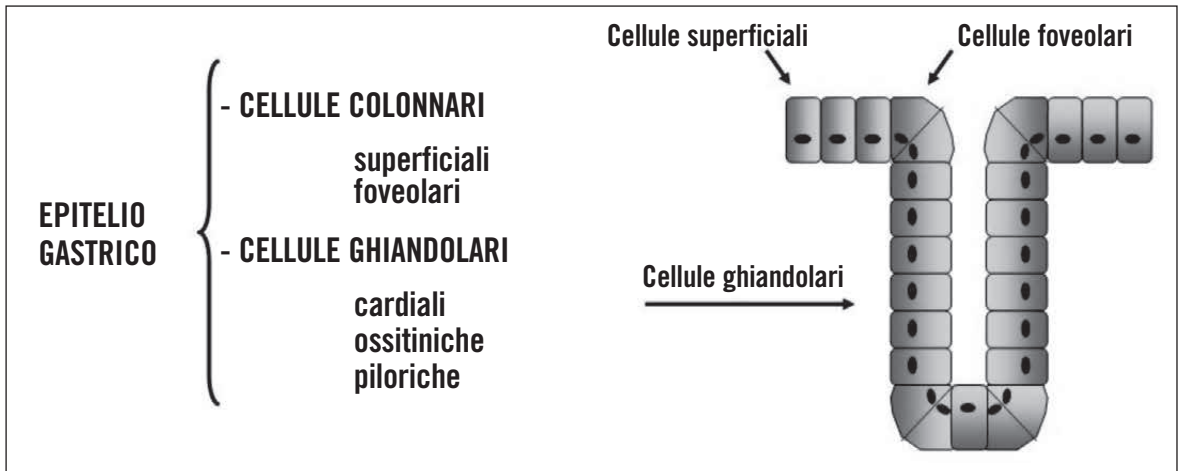 EPITELIO
GASTRICO
- CELLULE COLONNARI
superficiali
foveolari
- CELLULE GHIANDOLARI
cardiali
ossitiniche
piloriche
Cellule superficiali
Cellule foveolari
Cellule ghiandolari